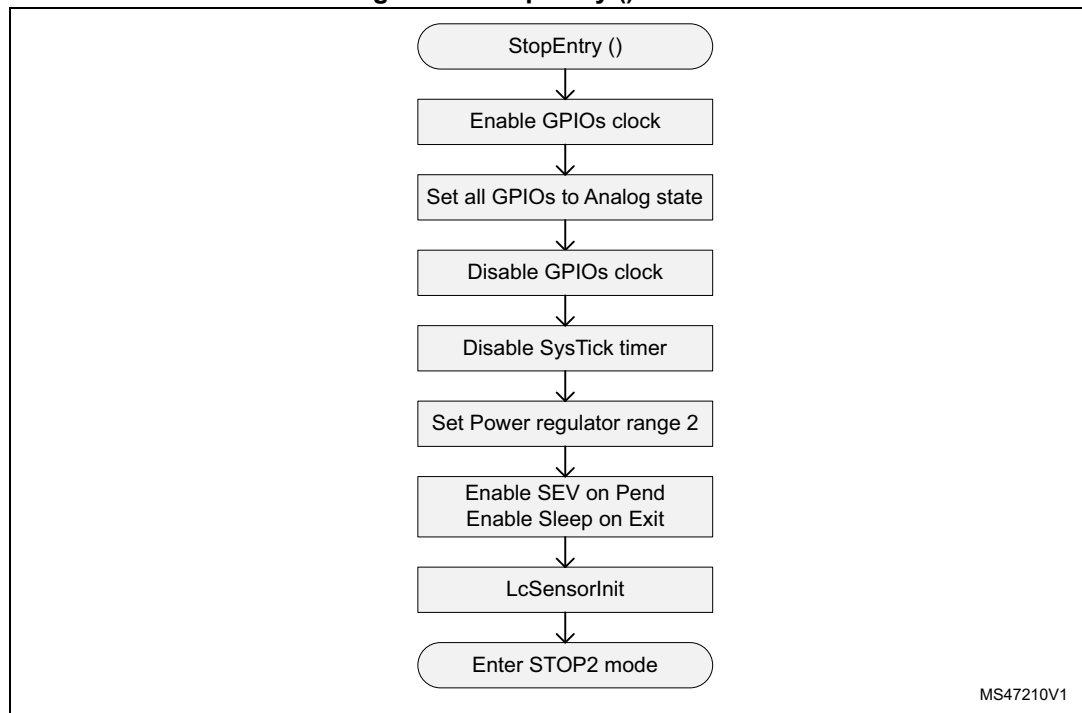 StopEntry ()
Enable GPIOs clock
Set all GPIOs to Analog state
Disable GPIOs clock
Disable SysTick timer
Set Power regulator range 2
Enable SEV on Pend
Enable Sleep on Exit
LcSensorInit
Enter STOP2 mode
MS47210V1